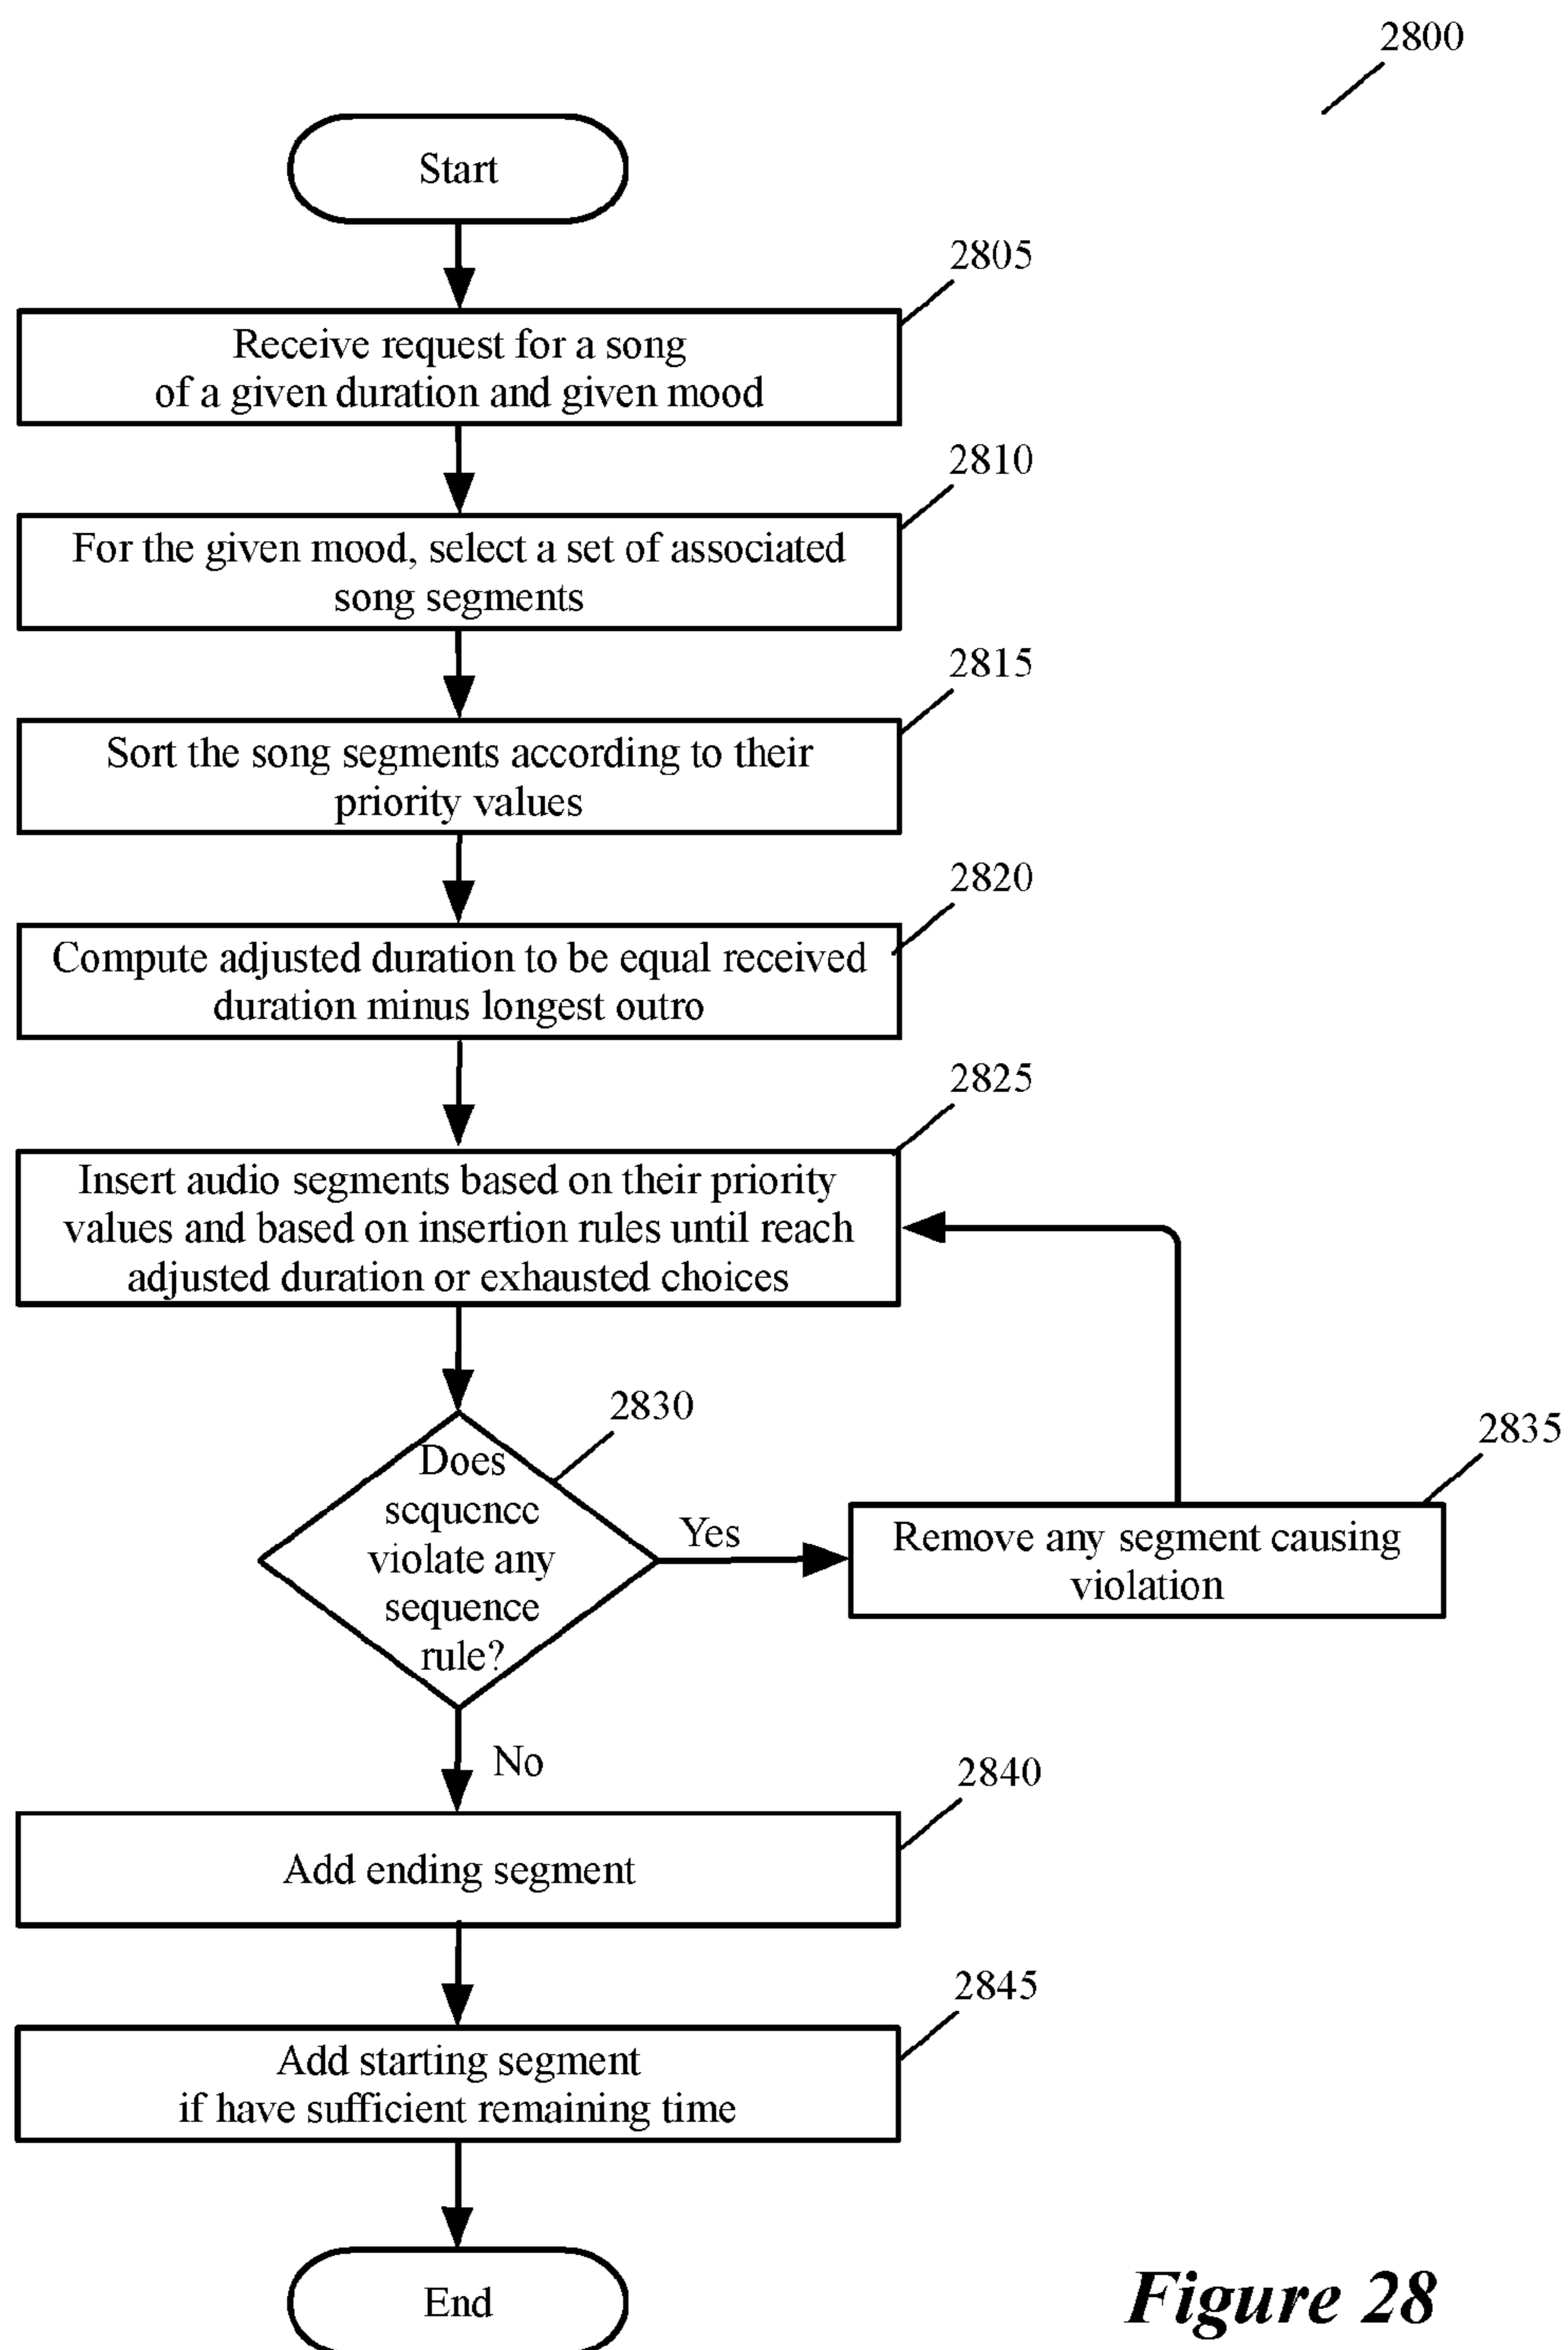 2800
Start
2805
Receive request for a song
of a given duration and given mood
2810
For the given mood, select a set of associated
song segments
2815
Sort the song segments according to their
priority values
2820
Compute adjusted duration to be equal received
duration minus longest outro
2825
Insert audio segments based on their priority
values and based on insertion rules until reach
adjusted duration or exhausted choices
2830
Does
sequence
violate any
sequence
rule?
Yes
2835
Remove any segment causing
violation
No
2840
Add ending segment
2845
Add starting segment
if have sufficient remaining time
End
Figure 28